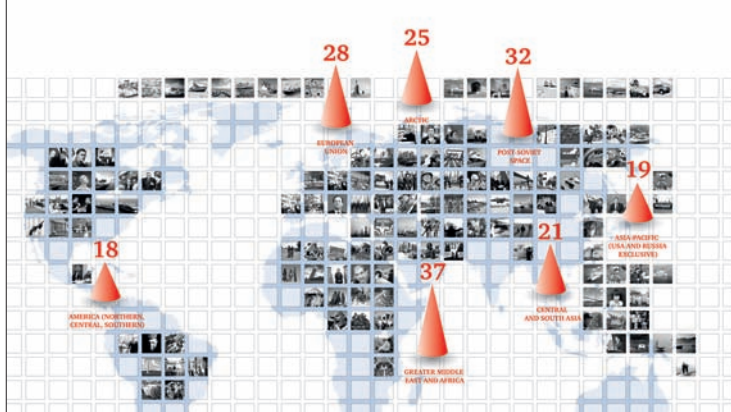 25
28
32
ARCTIC
EUROPEAN
UNION
POST-SOVIET
SPACE
19
ASIA-PACIFIC
(USA AND RUSSIA
EXCLUSIVE)
18
AMERICA (NORTHERN,
CENTRAL, SOUTHERN)
21
CENTRAL
AND SOUTH ASIA
37
GREATER MIDDLE
EAST AND AFRICA